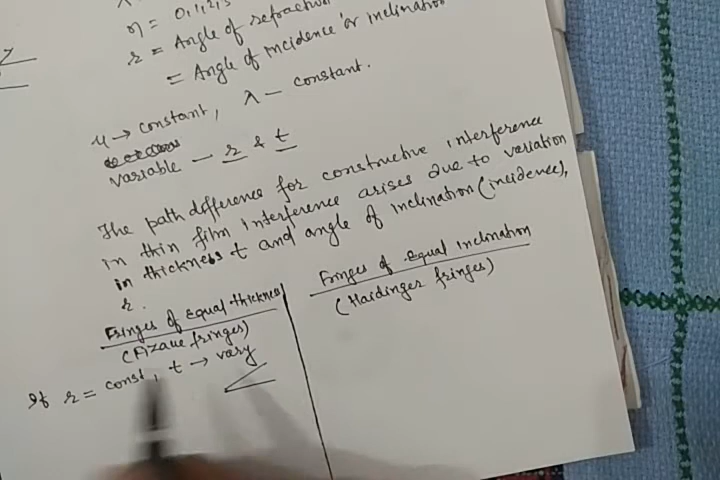 η = 0,1,2,3
r = Angle of refraction
= Angle of incidence or inclination
μ → constant, λ – constant.
variable – r & t
The path difference for constructive interference
in thin film interference arises due to variation
in thickness t and angle of inclination (incidence),
r.
Fringes of equal thickness
(Fizaue fringes)
If r = const, t → vary
Fringes of equal inclination
(Haidinger fringes)